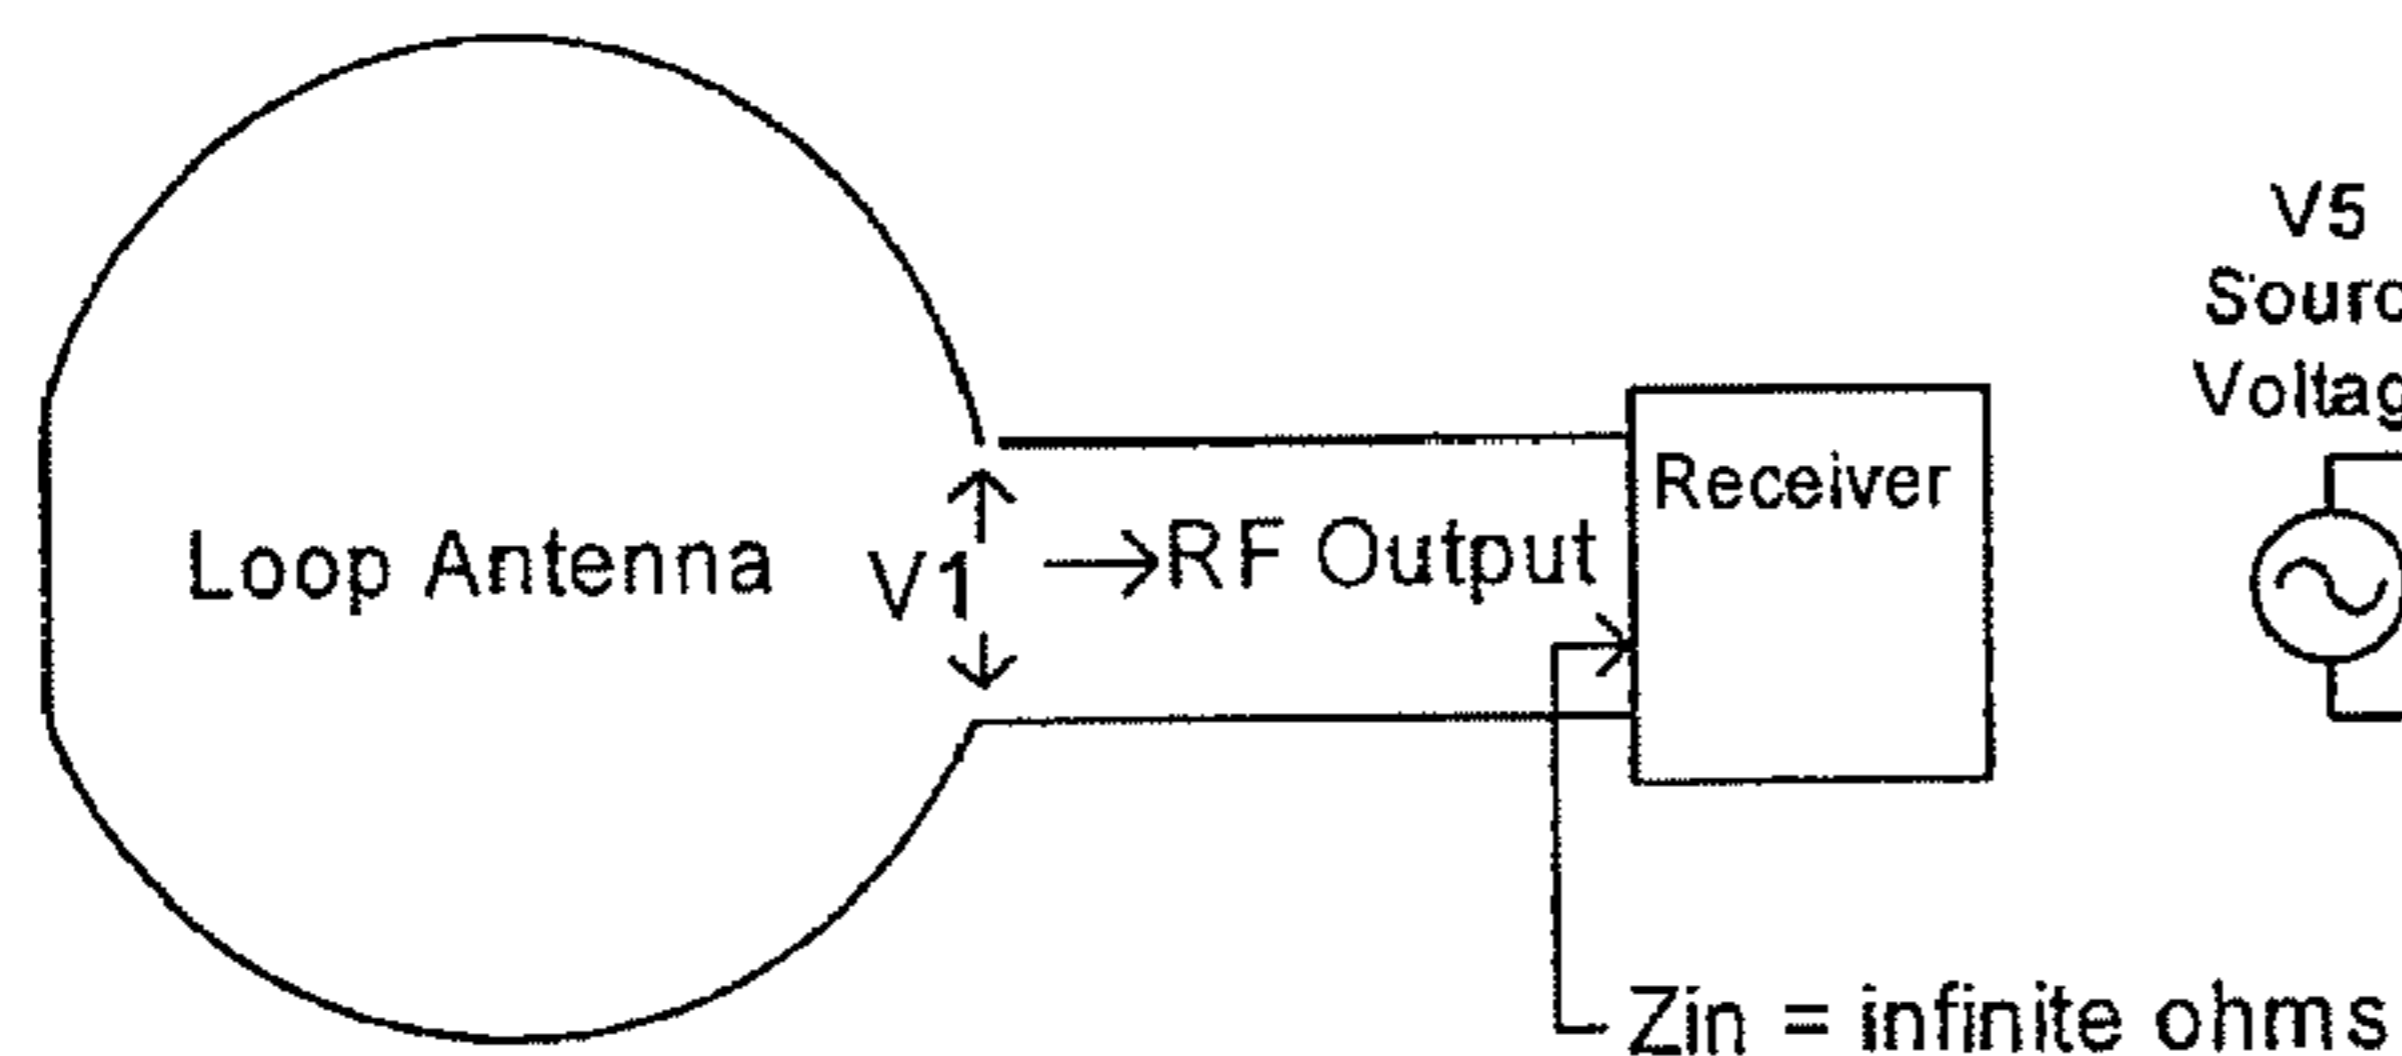 Loop Antenna
V1
RF Output
Receiver
Zin = infinite ohms
V5